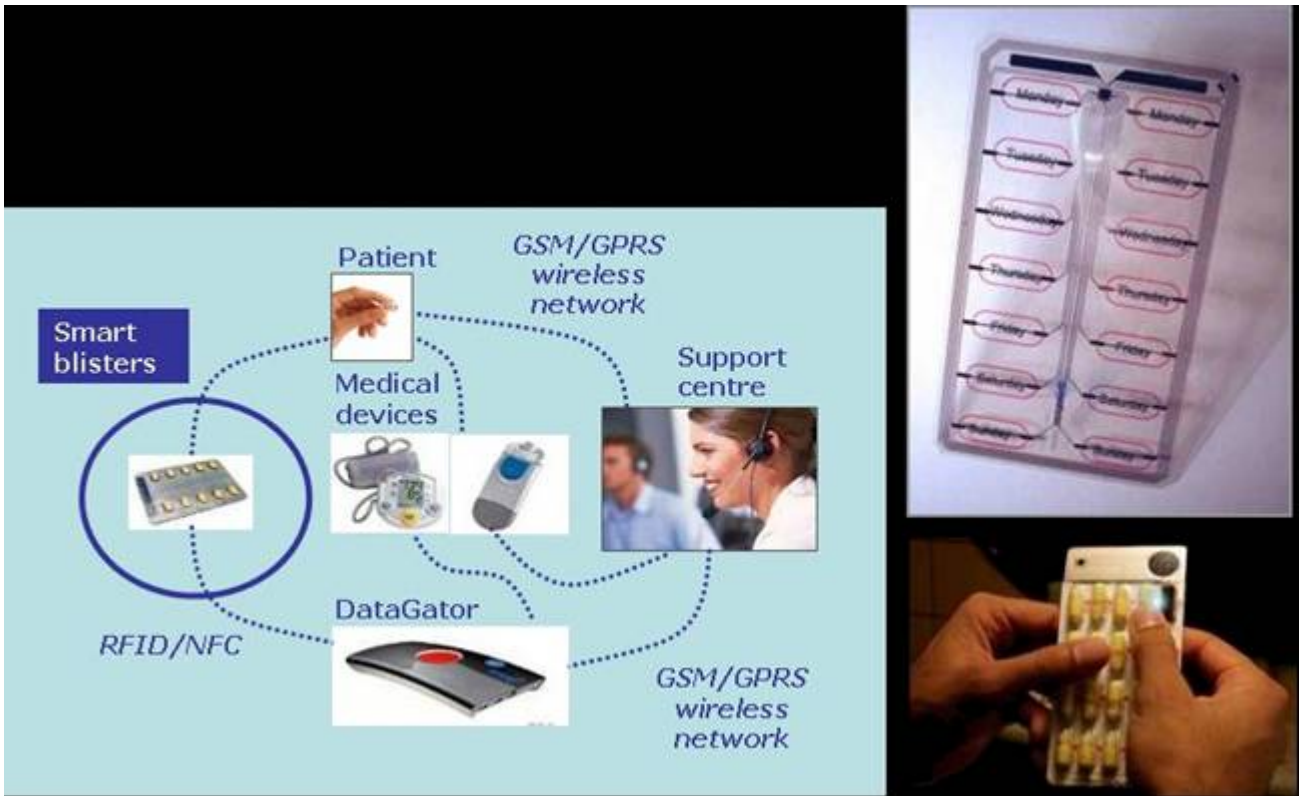 Patient
GSM/GPRS
wireless
network
Smart
blisters
Support
centre
Medical
devices
DataGator
RFID/NFC
GSM/GPRS
wireless
network
Monday
Monday
Tuesday
Tuesday
Wednesday
Wednesday
Thursday
Thursday
Friday
Friday
Saturday
Saturday
Sunday
Sunday